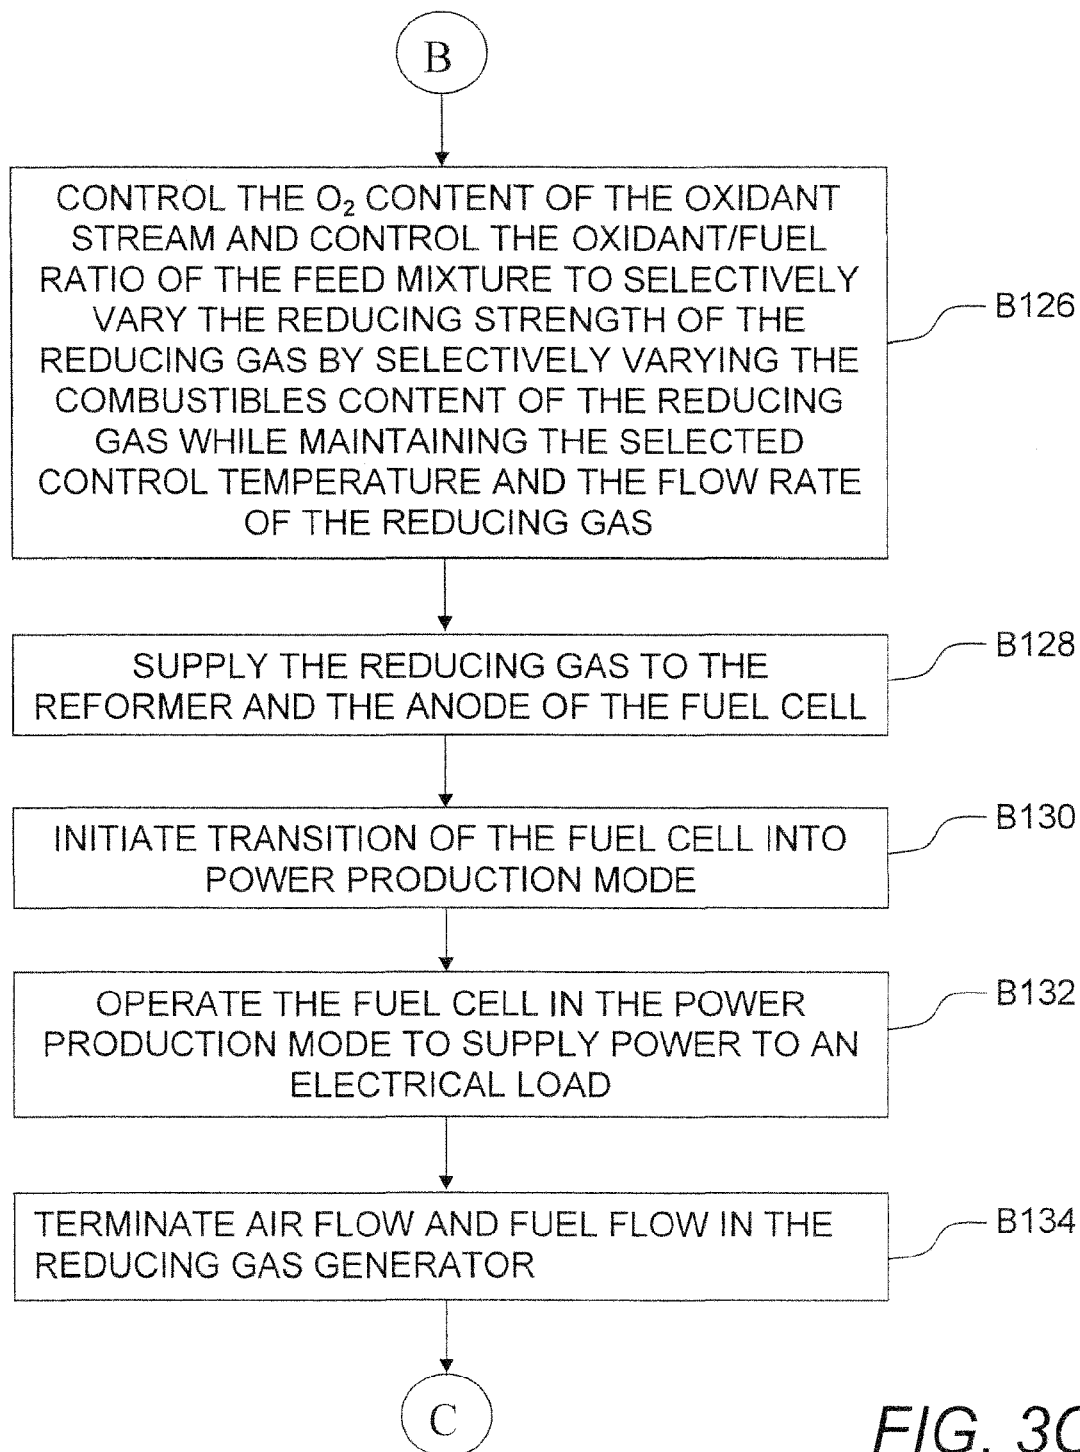 B
CONTROL THE O₂ CONTENT OF THE OXIDANT
STREAM AND CONTROL THE OXIDANT/FUEL
RATIO OF THE FEED MIXTURE TO SELECTIVELY
VARY THE REDUCING STRENGTH OF THE
REDUCING GAS BY SELECTIVELY VARYING THE
COMBUSTIBLES CONTENT OF THE REDUCING
GAS WHILE MAINTAINING THE SELECTED
CONTROL TEMPERATURE AND THE FLOW RATE
OF THE REDUCING GAS
B126
SUPPLY THE REDUCING GAS TO THE
REFORMER AND THE ANODE OF THE FUEL CELL
B128
INITIATE TRANSITION OF THE FUEL CELL INTO
POWER PRODUCTION MODE
B130
OPERATE THE FUEL CELL IN THE POWER
PRODUCTION MODE TO SUPPLY POWER TO AN
ELECTRICAL LOAD
B132
TERMINATE AIR FLOW AND FUEL FLOW IN THE
REDUCING GAS GENERATOR
B134
C
FIG. 3C